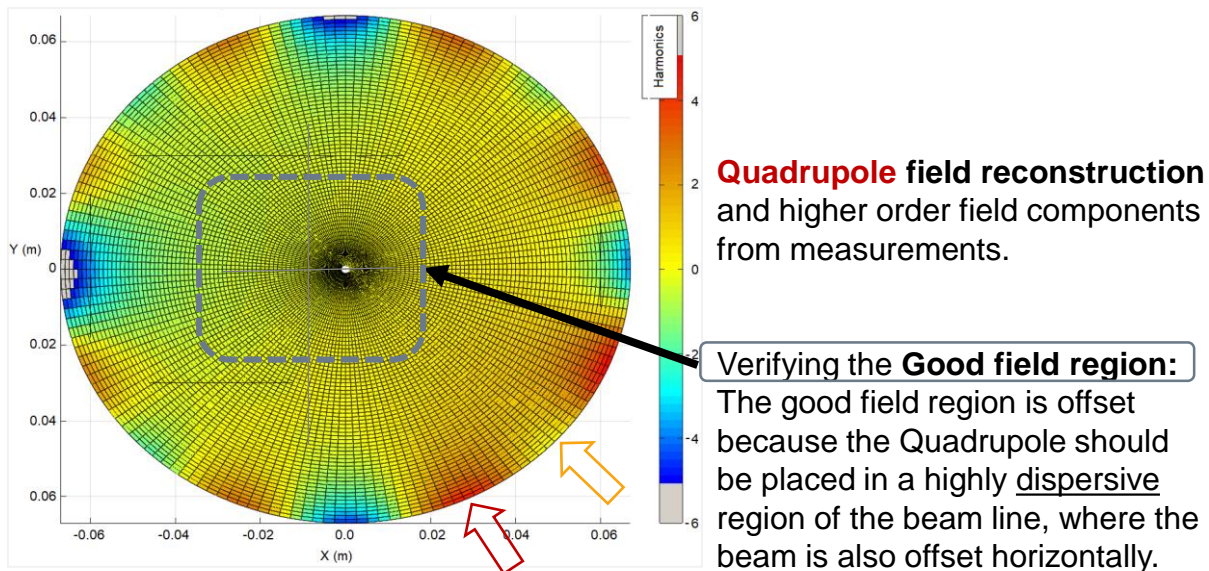 0.06
0.04
0.02
Y (m)
0
0.02
0.04
0.06
-0.06
-0.04
-0.02
0
0.02
0.04
0.06
X (m)
Harmonics
6
4
2
0
-2
-4
-6
Quadrupole field reconstruction
and higher order field components
from measurements.
Verifying the Good field region:
The good field region is offset
because the Quadrupole should
be placed in a highly dispersive
region of the beam line, where the
beam is also offset horizontally.